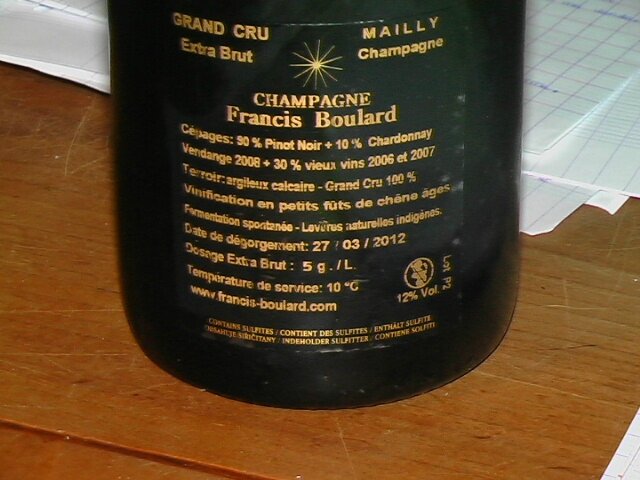 GRAND CRU MAILLY
Extra Brut Champagne
CHAMPAGNE
Francis Boulard
Cépages: 90 % Pinot Noir + 10 % Chardonnay
Vendange 2008 + 30 % vieux vins 2006 et 2007
Terroir: argileux calcaire - Grand Cru 100 %
Vinification en petits fûts de chêne âgés
Fermentation spontanée - Levûres naturelles indigènes.
Date de dégorgement: 27 / 03 / 2012
Dosage Extra Brut : 5 g. / L.
Température de service: 10 °C
www.francis-boulard.com
12% Vol.
CONTAINS SULFITES / CONTIENT DES SULFITES / ENTHÄLT SULFITE
OBSAHUJE SIŘIČITANY / INDEHOLDER SULFITTER / CONTIENE SOLFITI